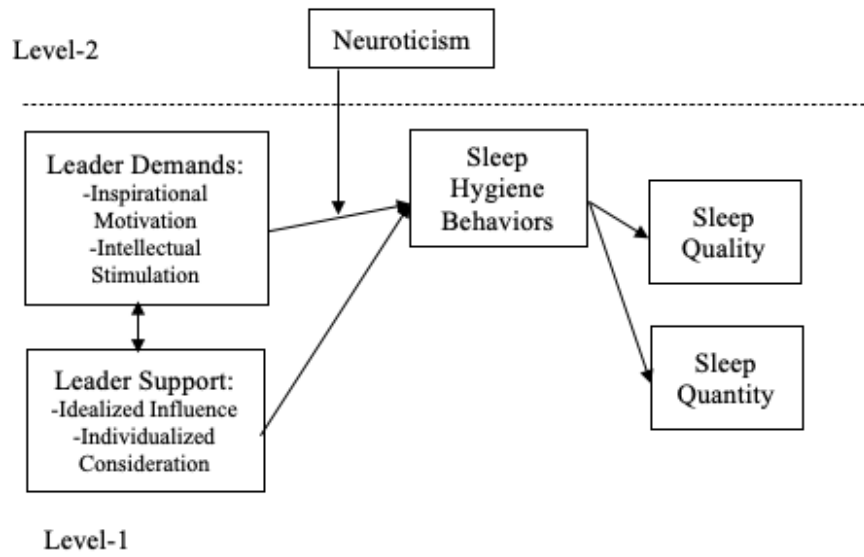 Neuroticism
Level-2
Leader Demands:
-Inspirational
Motivation
-Intellectual
Stimulation
Sleep
Hygiene
Behaviors
Sleep
Quality
Leader Support:
-Idealized Influence
-Individualized
Consideration
Sleep
Quantity
Level-1